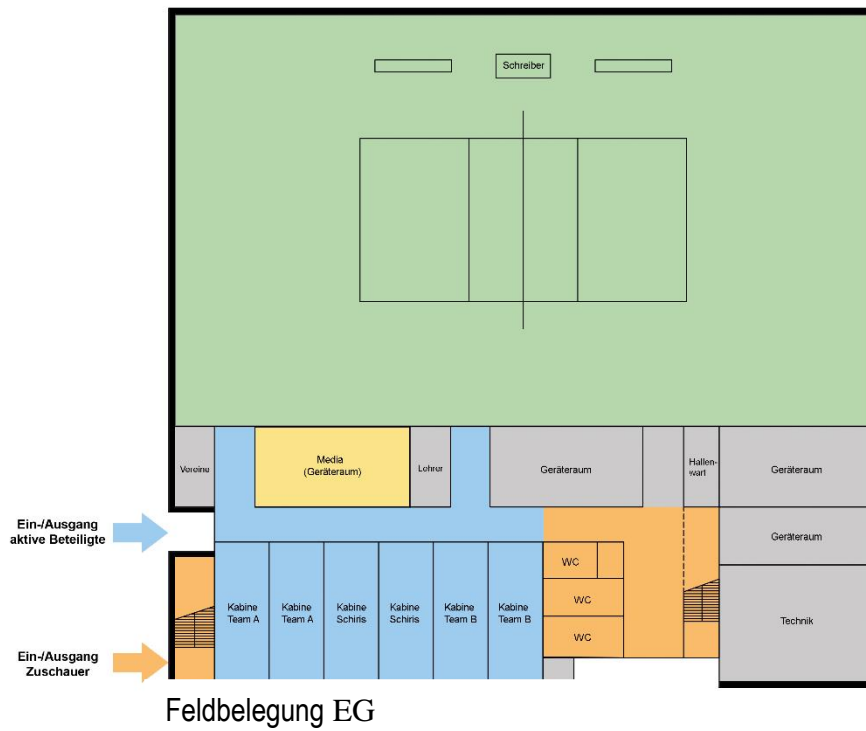 Schreiber
Vereine
Media
(Geräteraum)
Lehrer
Geräteraum
Hallen-
wart
Geräteraum
Ein-/Ausgang
aktive Beteiligte
Geräteraum
Kabine
Team A
Kabine
Team A
Kabine
Schiris
Kabine
Schiris
Kabine
Team B
Kabine
Team B
WC
WC
WC
Technik
Ein-/Ausgang
Zuschauer
Feldbelegung EG